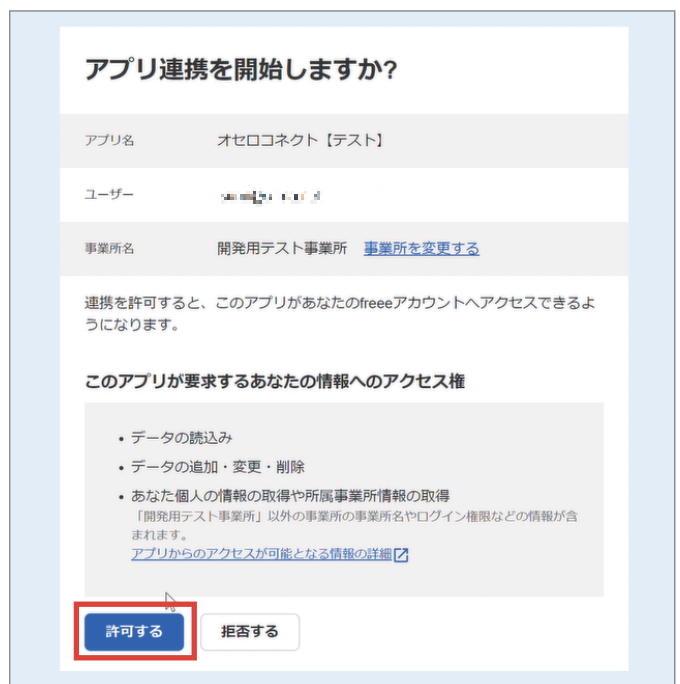 アプリ連携を開始しますか?
アプリ名 オセロコネクト【テスト】
ユーザー
事業所名 開発用テスト事業所 事業所を変更する
連携を許可すると、このアプリがあなたのfreeeアカウントへアクセスできるよ
うになります。
このアプリが要求するあなたの情報へのアクセス権
• データの読込み
• データの追加・変更・削除
• あなた個人の情報の取得や所属事業所情報の取得
「開発用テスト事業所」以外の事業所の事業所名やログイン権限などの情報が含
まれます。
アプリからのアクセスが可能となる情報の詳細
許可する 拒否する